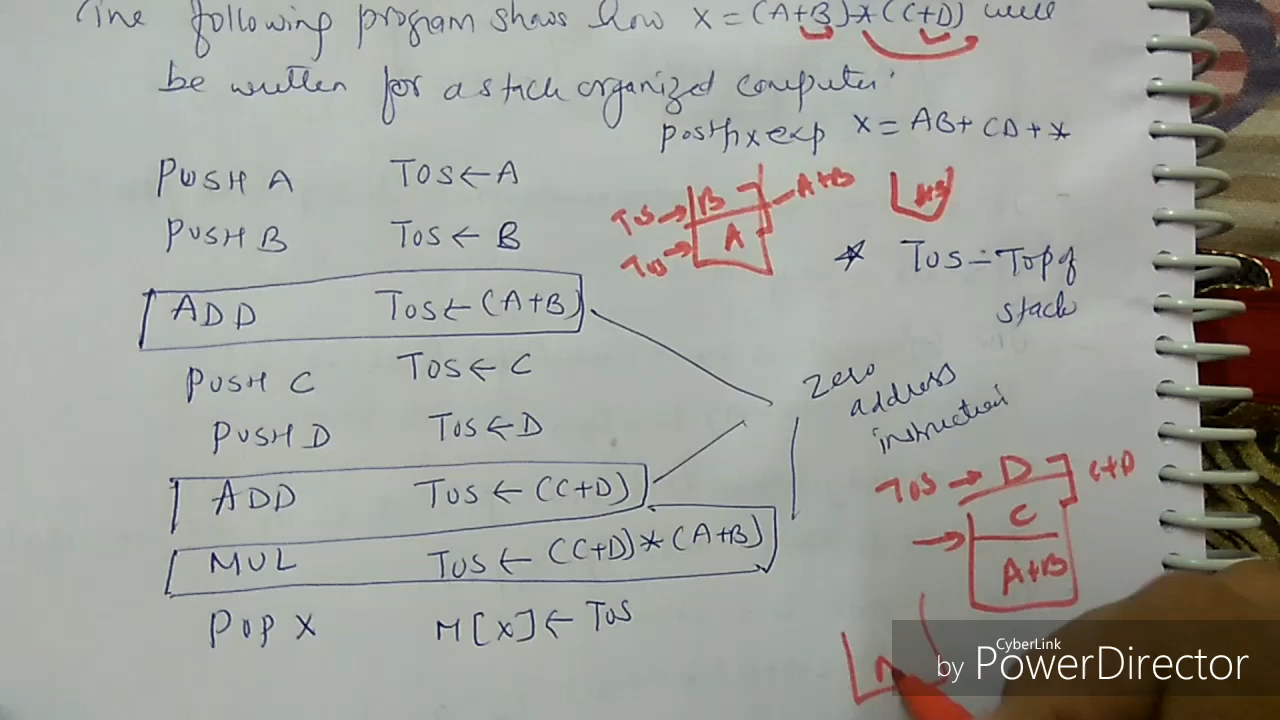 The following program shows how X = (A+B)*(C+D) will
be written for a stack organized computer.
postfix exp X = AB+ CD+*
PUSH A TOS ← A
PUSH B TOS ← B
TOS → B
TOS → A
A+B
A+B
* TOS = Top of
stack
ADD TOS ← (A+B)
PUSH C TOS ← C
PUSH D TOS ← D
zero
address
instruction
ADD TOS ← (C+D)
MUL TOS ← (C+D)*(A+B)
POP X M[X] ← TOS
TOS → D C+D
→ C
A+B
CyberLink
by PowerDirector